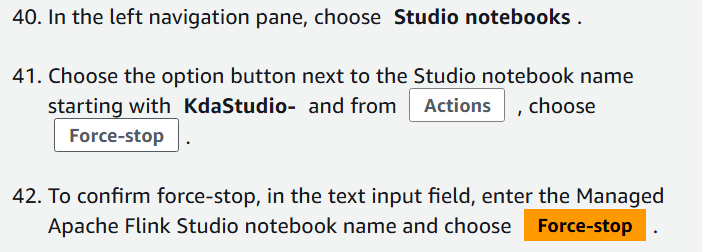 40. In the left navigation pane, choose Studio notebooks .
41. Choose the option button next to the Studio notebook name
starting with KdaStudio- and from Actions , choose
Force-stop .
42. To confirm force-stop, in the text input field, enter the Managed
Apache Flink Studio notebook name and choose Force-stop .